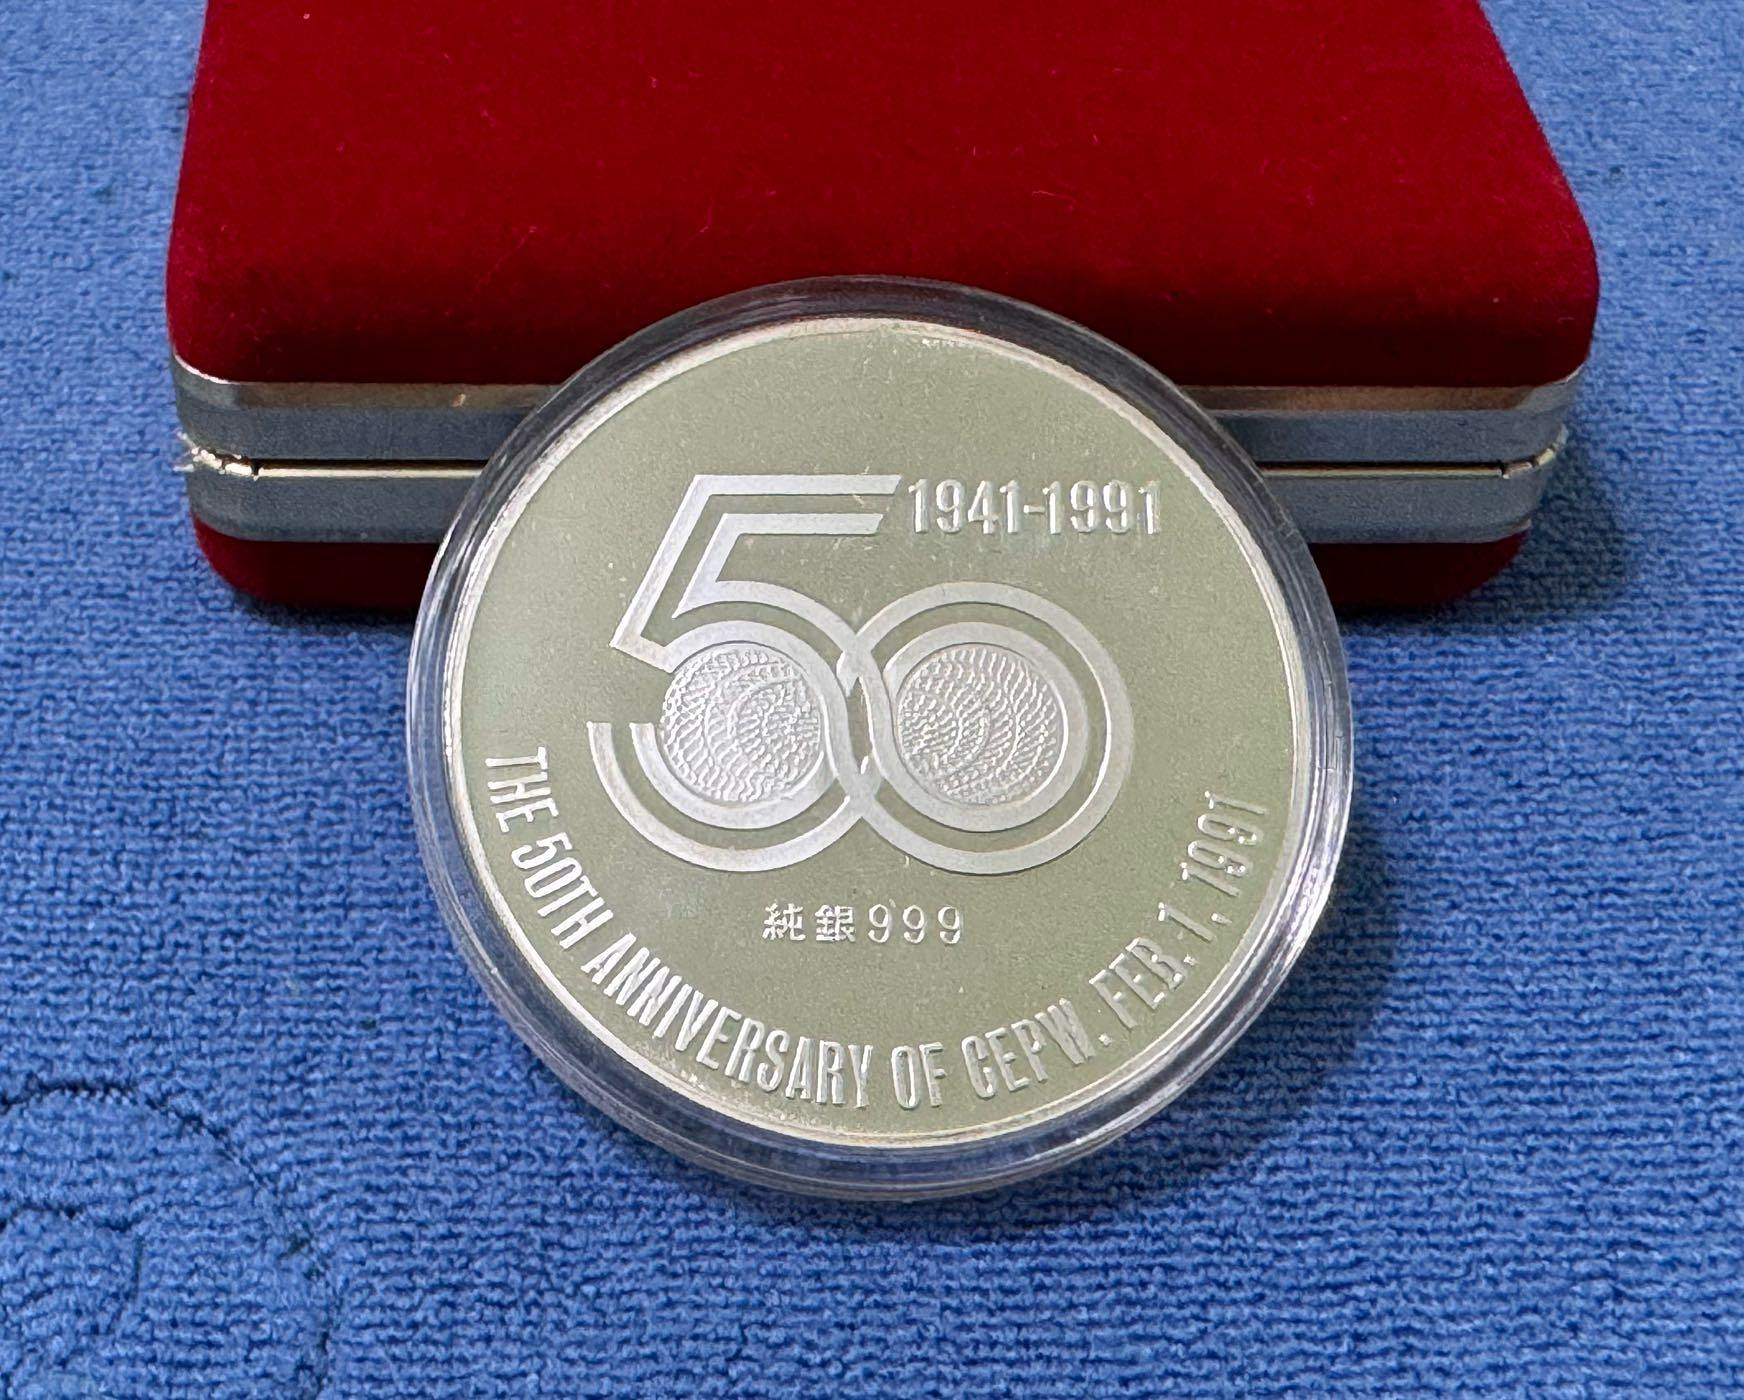 50
1941-1991
純銀999
THE 50TH ANNIVERSARY OF CEPW. FEB. 1, 1991